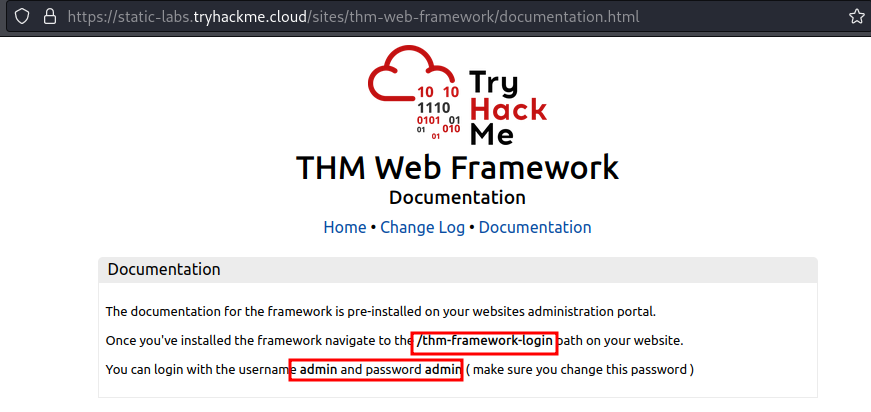 https://static-labs.tryhackme.cloud/sites/thm-web-framework/documentation.html
10 10
1110
0101 01
01 010
01
Try
Hack
Me
THM Web Framework
Documentation
Home • Change Log • Documentation
Documentation
The documentation for the framework is pre-installed on your websites administration portal.
Once you've installed the framework navigate to the /thm-framework-login path on your website.
You can login with the username admin and password admin ( make sure you change this password )